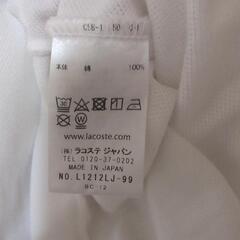 本体 綿 100%
www.lacoste.com
(株) ラコステ ジャパン
TEL 0120-37-0202
MADE IN JAPAN
NO. L1212LJ-99